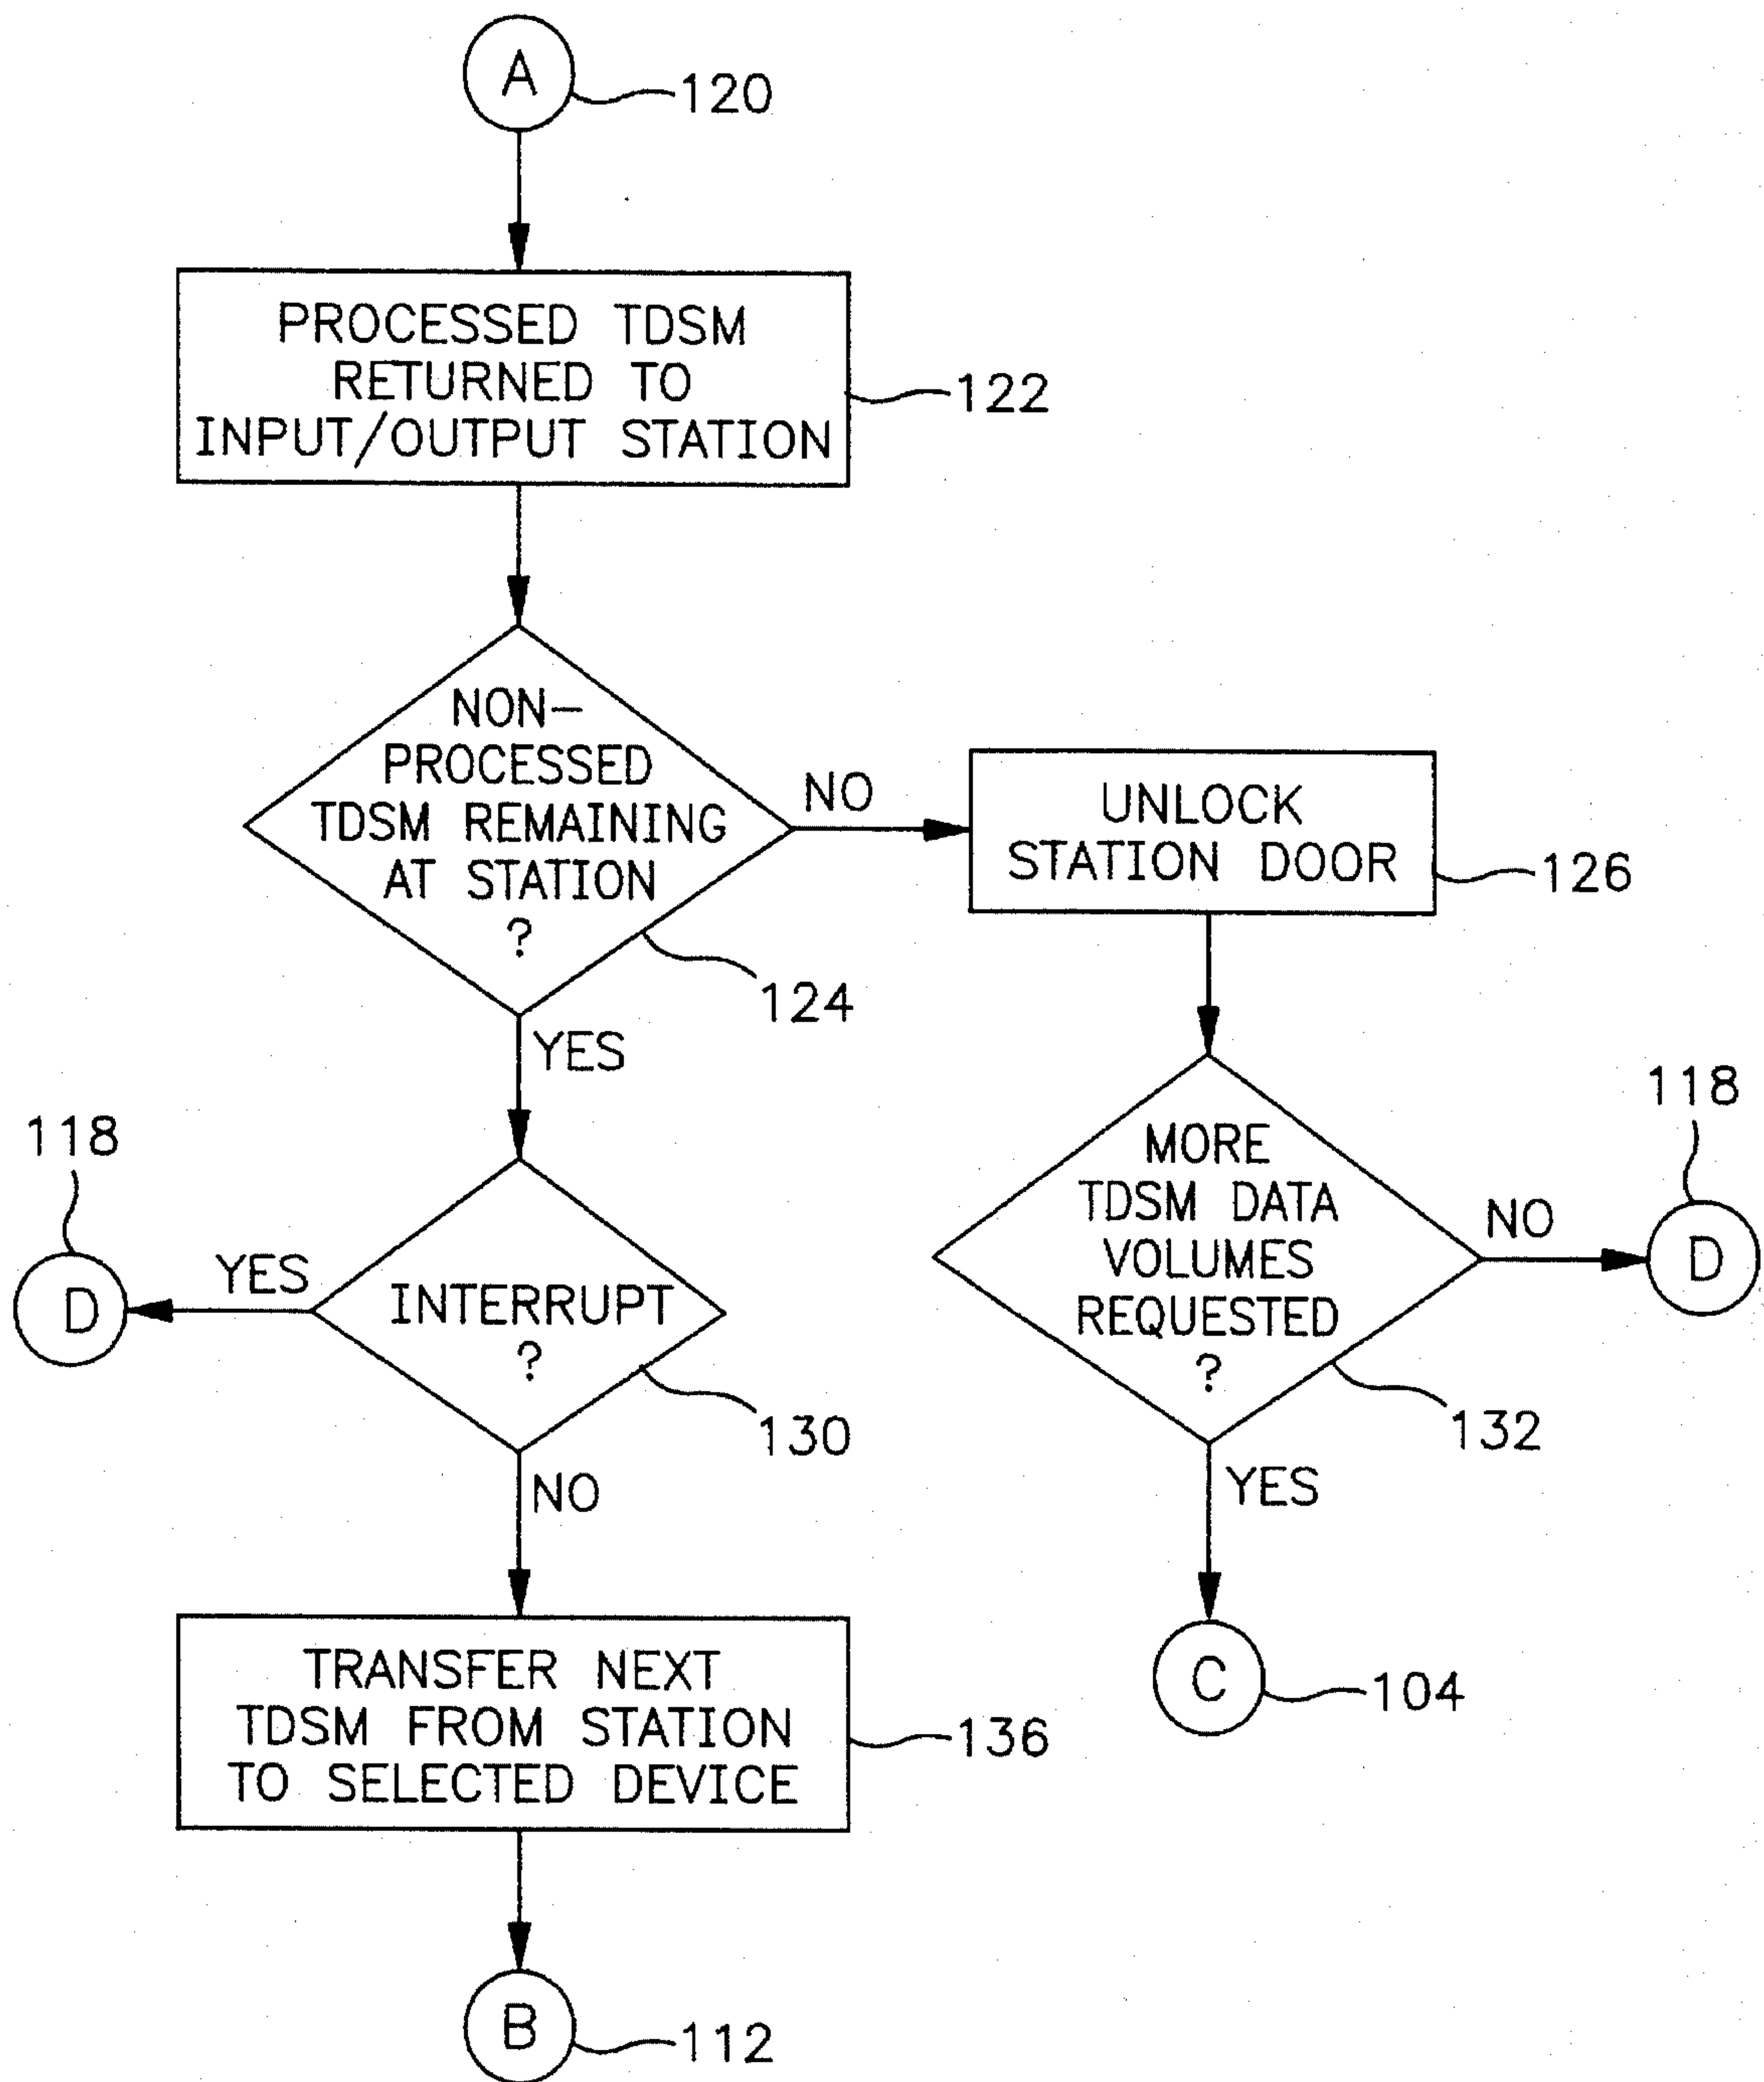 A
120
PROCESSED TDSM
RETURNED TO
INPUT/OUTPUT STATION
122
NON-
PROCESSED
TDSM REMAINING
AT STATION
?
124
NO
UNLOCK
STATION DOOR
126
YES
118
D
YES
INTERRUPT
?
130
MORE
TDSM DATA
VOLUMES
REQUESTED
?
132
NO
118
D
NO
YES
TRANSFER NEXT
TDSM FROM STATION
TO SELECTED DEVICE
136
C
104
B
112